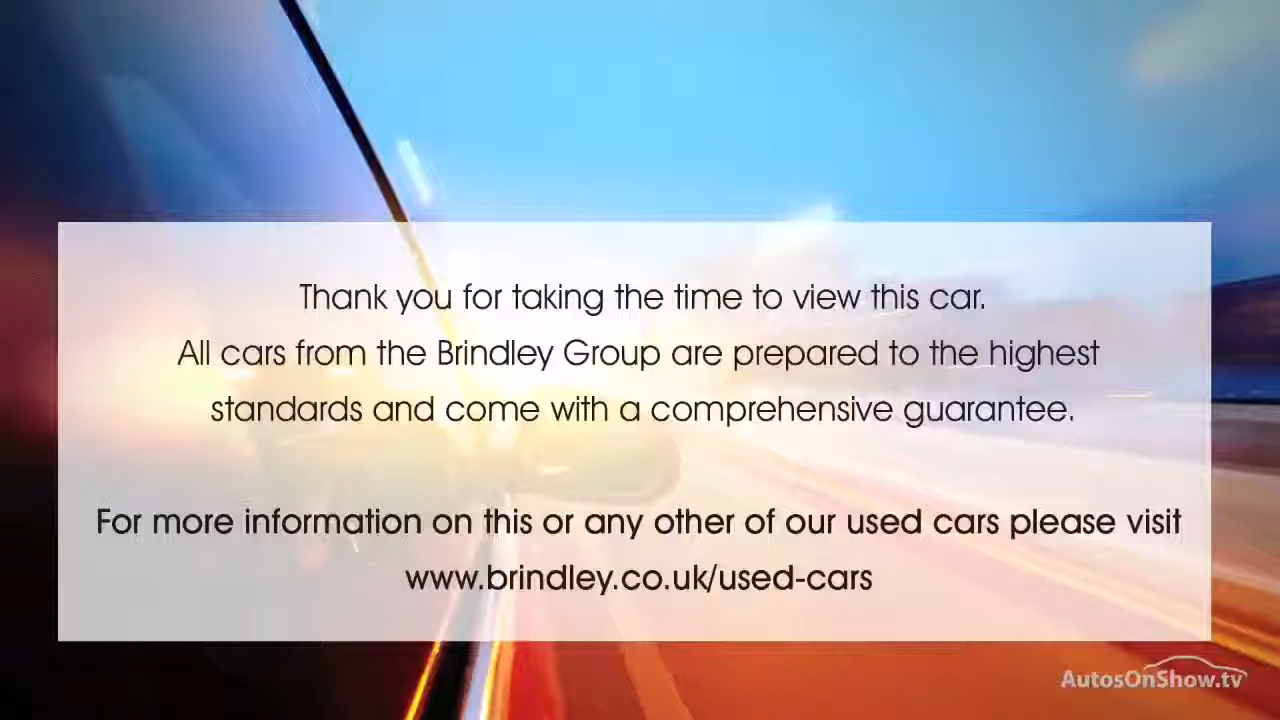 Thank you for taking the time to view this car.
All cars from the Brindley Group are prepared to the highest
standards and come with a comprehensive guarantee.
For more information on this or any other of our used cars please visit
www.brindley.co.uk/used-cars
AutosOnShow.tv